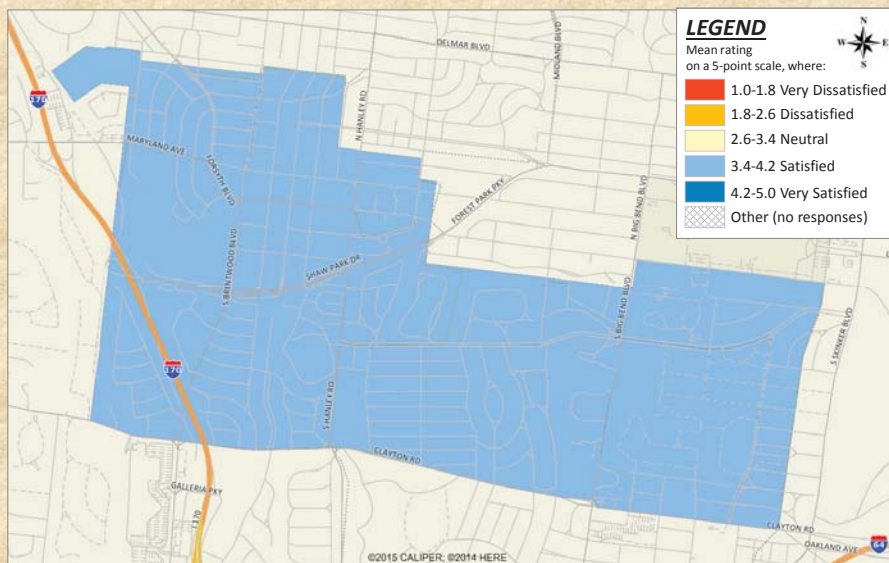 LEGEND
Mean rating
on a 5-point scale, where:
1.0-1.8 Very Dissatisfied
1.8-2.6 Dissatisfied
2.6-3.4 Neutral
3.4-4.2 Satisfied
4.2-5.0 Very Satisfied
Other (no responses)
N
W
E
S
DELMAR BLVD
MIDLAND BLVD
170
N HANLEY RD
MARYLAND AVE
FORSYTH BLVD
FOREST PARK PKY
N BIG BEND BLVD
S BRENTWOOD BLVD
SHAW PARK DR
S BIG BEND BLVD
S SKINKER BLVD
170
S HANLEY RD
CLAYTON RD
GALLERIA PKY
I 170
CLAYTON RD
OAKLAND AVE
64
©2015 CALIPER; ©2014 HERE